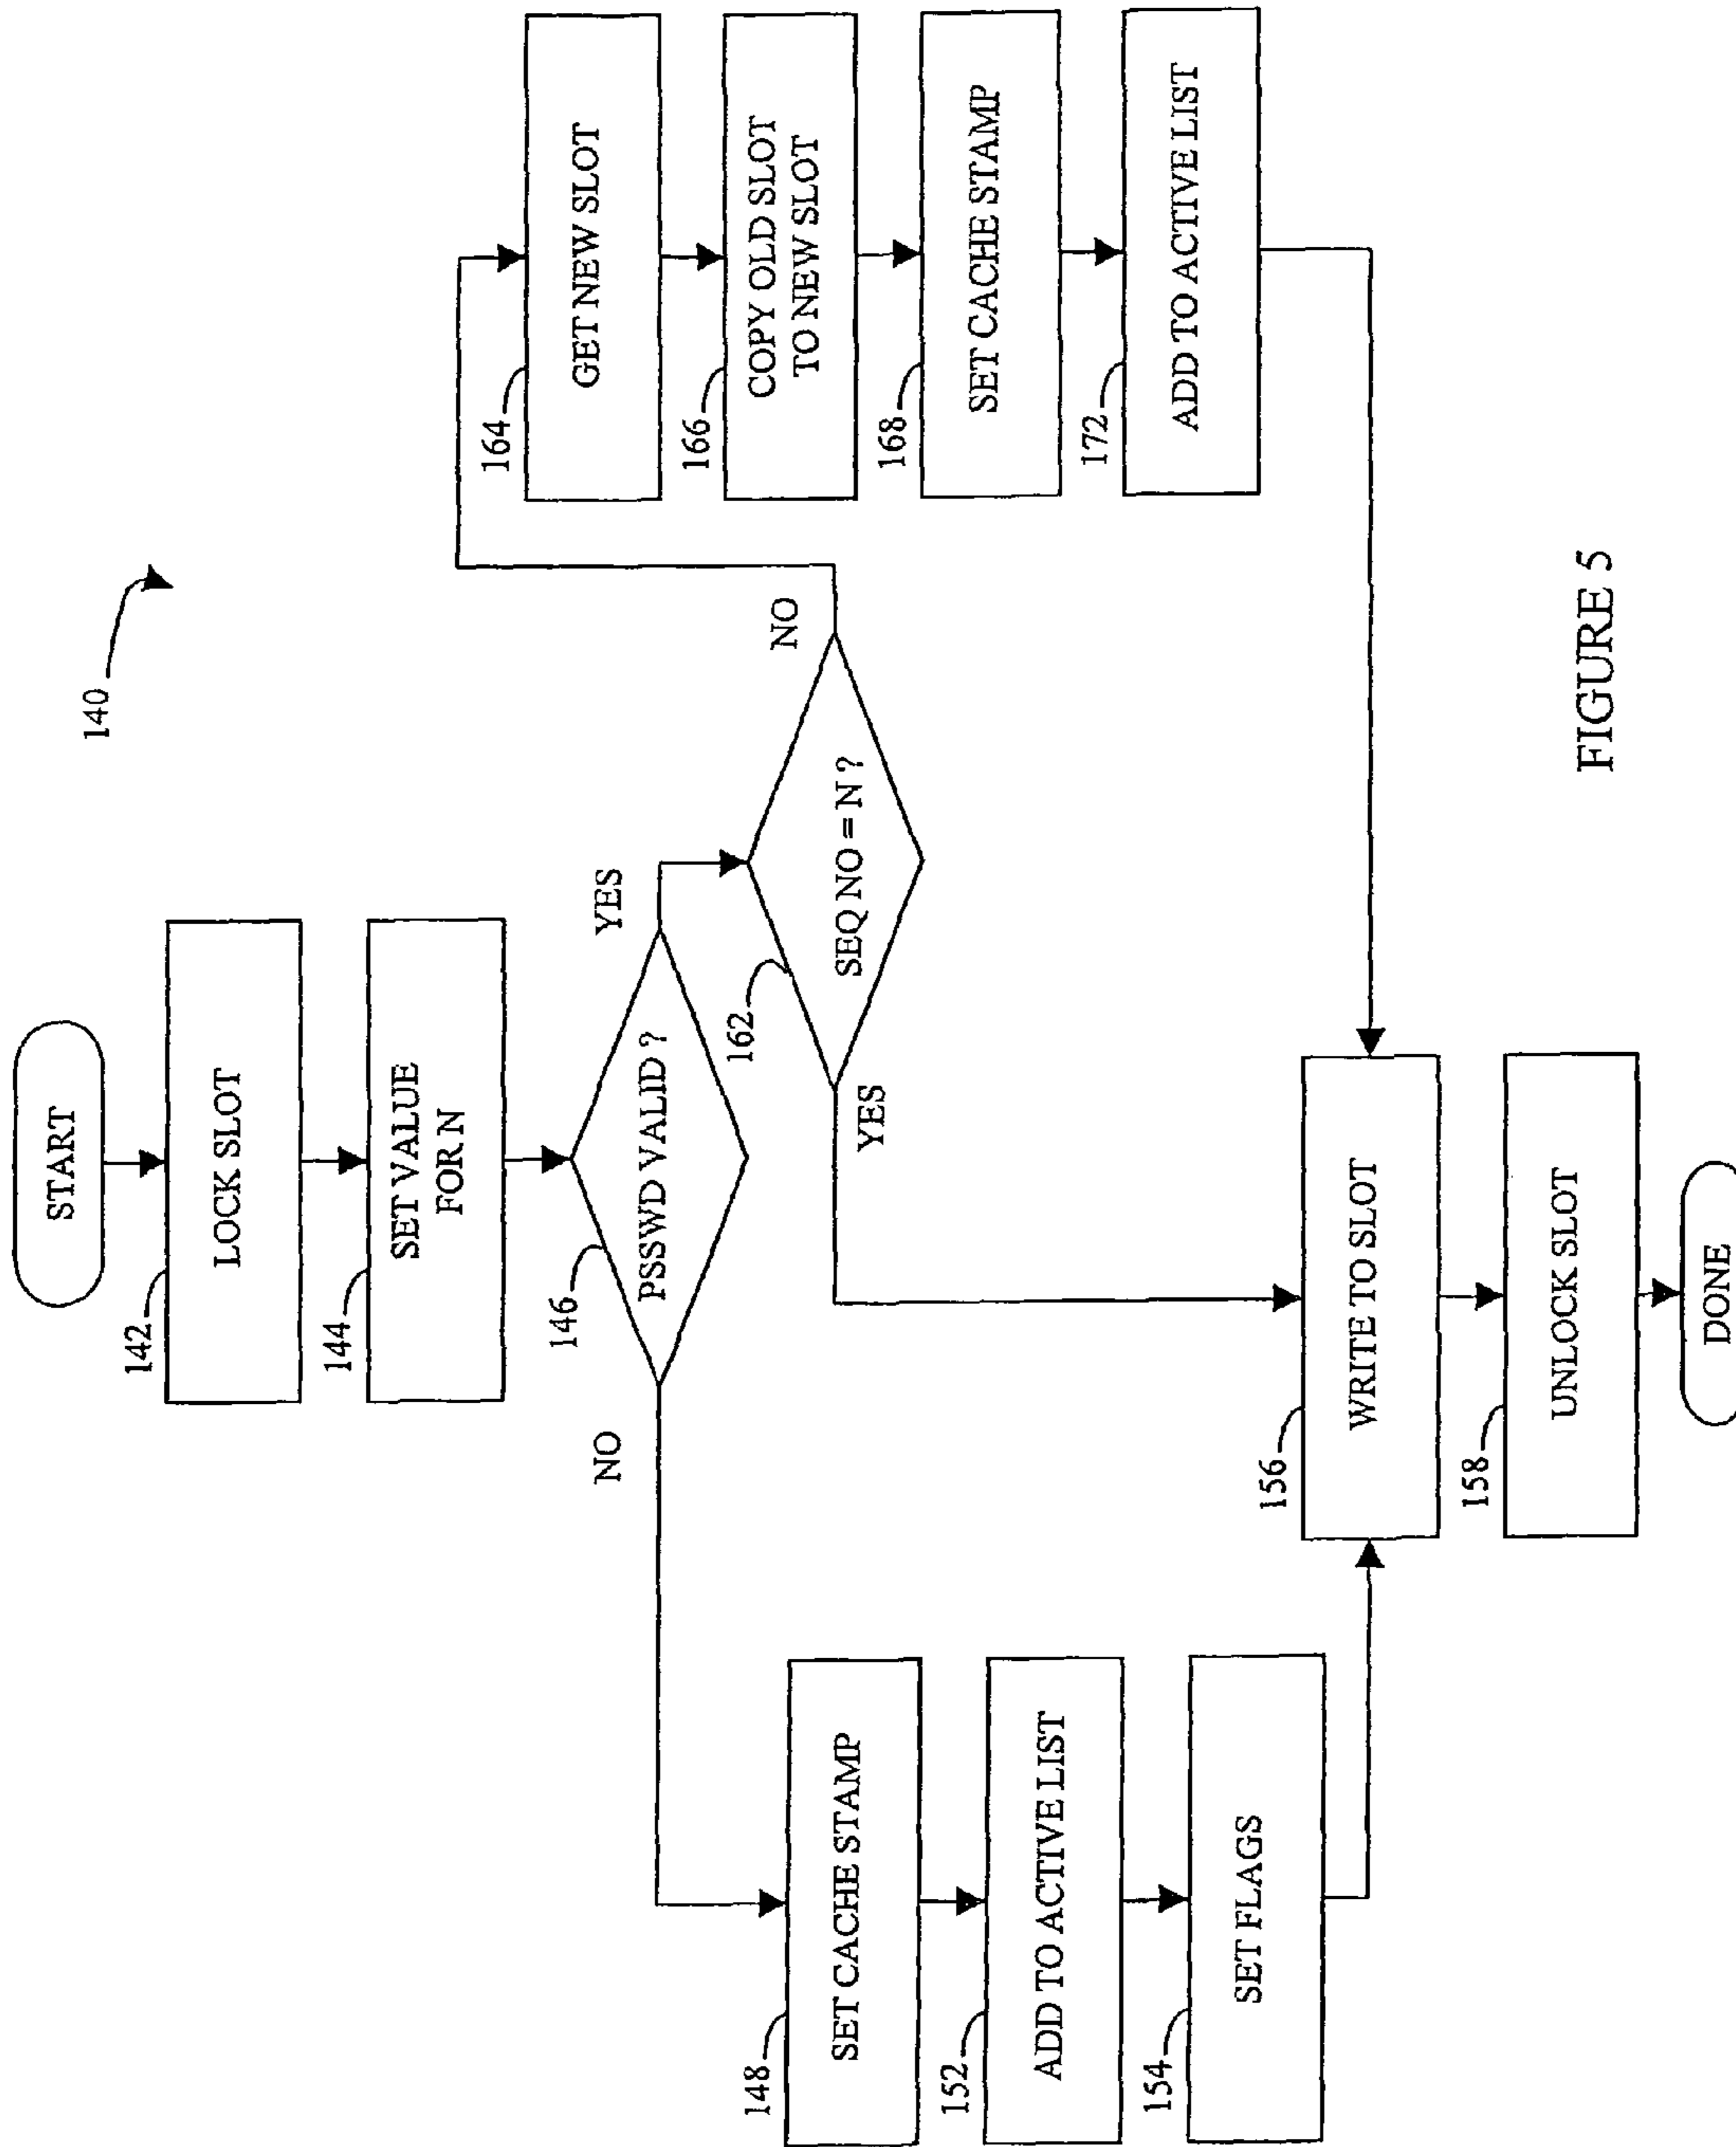 140
START
142
LOCK SLOT
144
SET VALUE
FOR N
146
PSSWD VALID ?
NO
YES
162
SEQ NO = N ?
YES
NO
148
SET CACHE STAMP
152
ADD TO ACTIVE LIST
154
SET FLAGS
164
GET NEW SLOT
166
COPY OLD SLOT
TO NEW SLOT
168
SET CACHE STAMP
172
ADD TO ACTIVE LIST
156
WRITE TO SLOT
158
UNLOCK SLOT
DONE
FIGURE 5